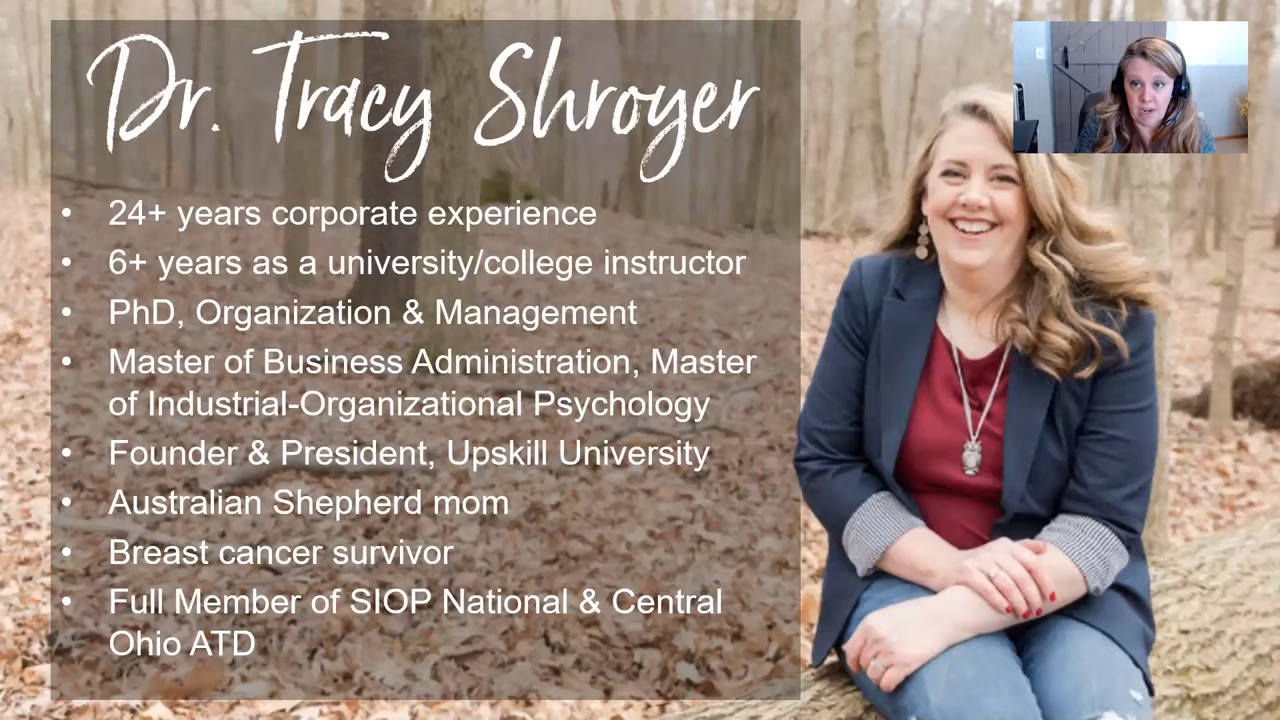 Dr. Tracy Shroyer
• 24+ years corporate experience
• 6+ years as a university/college instructor
• PhD, Organization & Management
• Master of Business Administration, Master
of Industrial-Organizational Psychology
• Founder & President, Upskill University
• Australian Shepherd mom
• Breast cancer survivor
• Full Member of SIOP National & Central
Ohio ATD